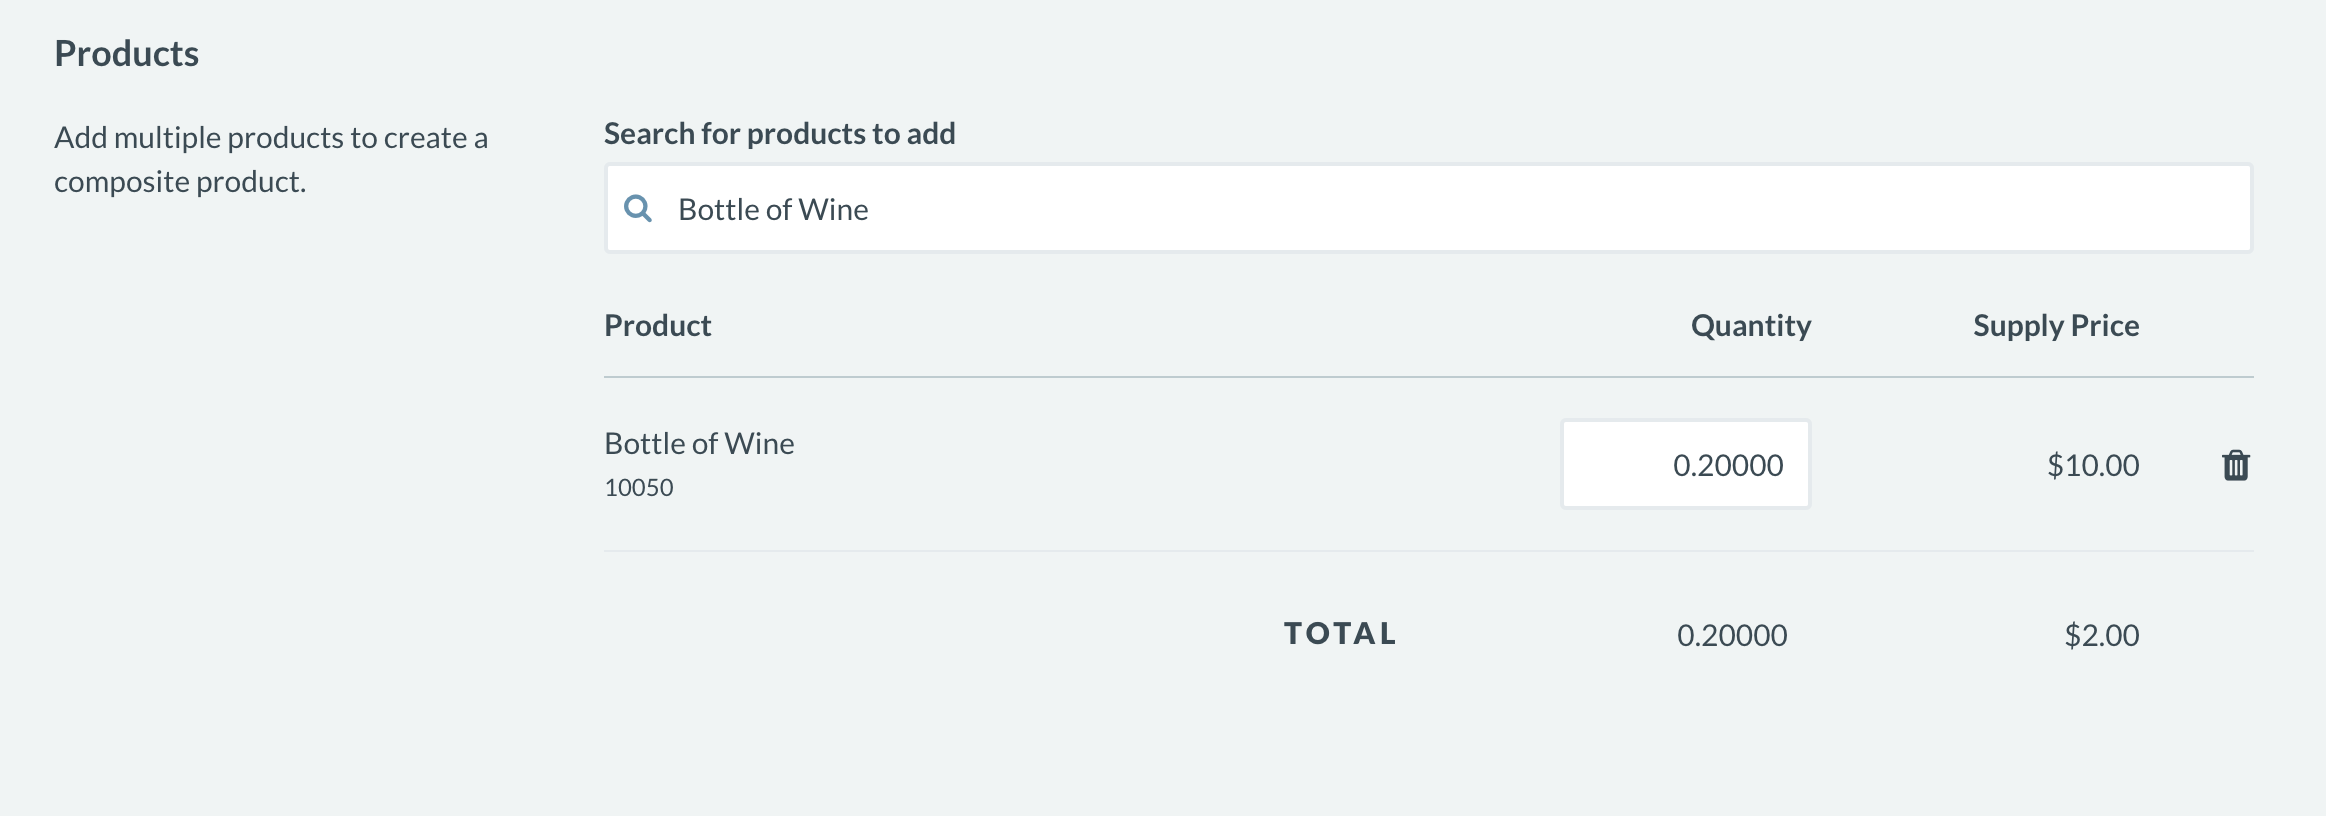 Products
Add multiple products to create a
composite product.
Search for products to add
Bottle of Wine
Product Quantity Supply Price
Bottle of Wine 0.20000 $10.00
10050
TOTAL 0.20000 $2.00